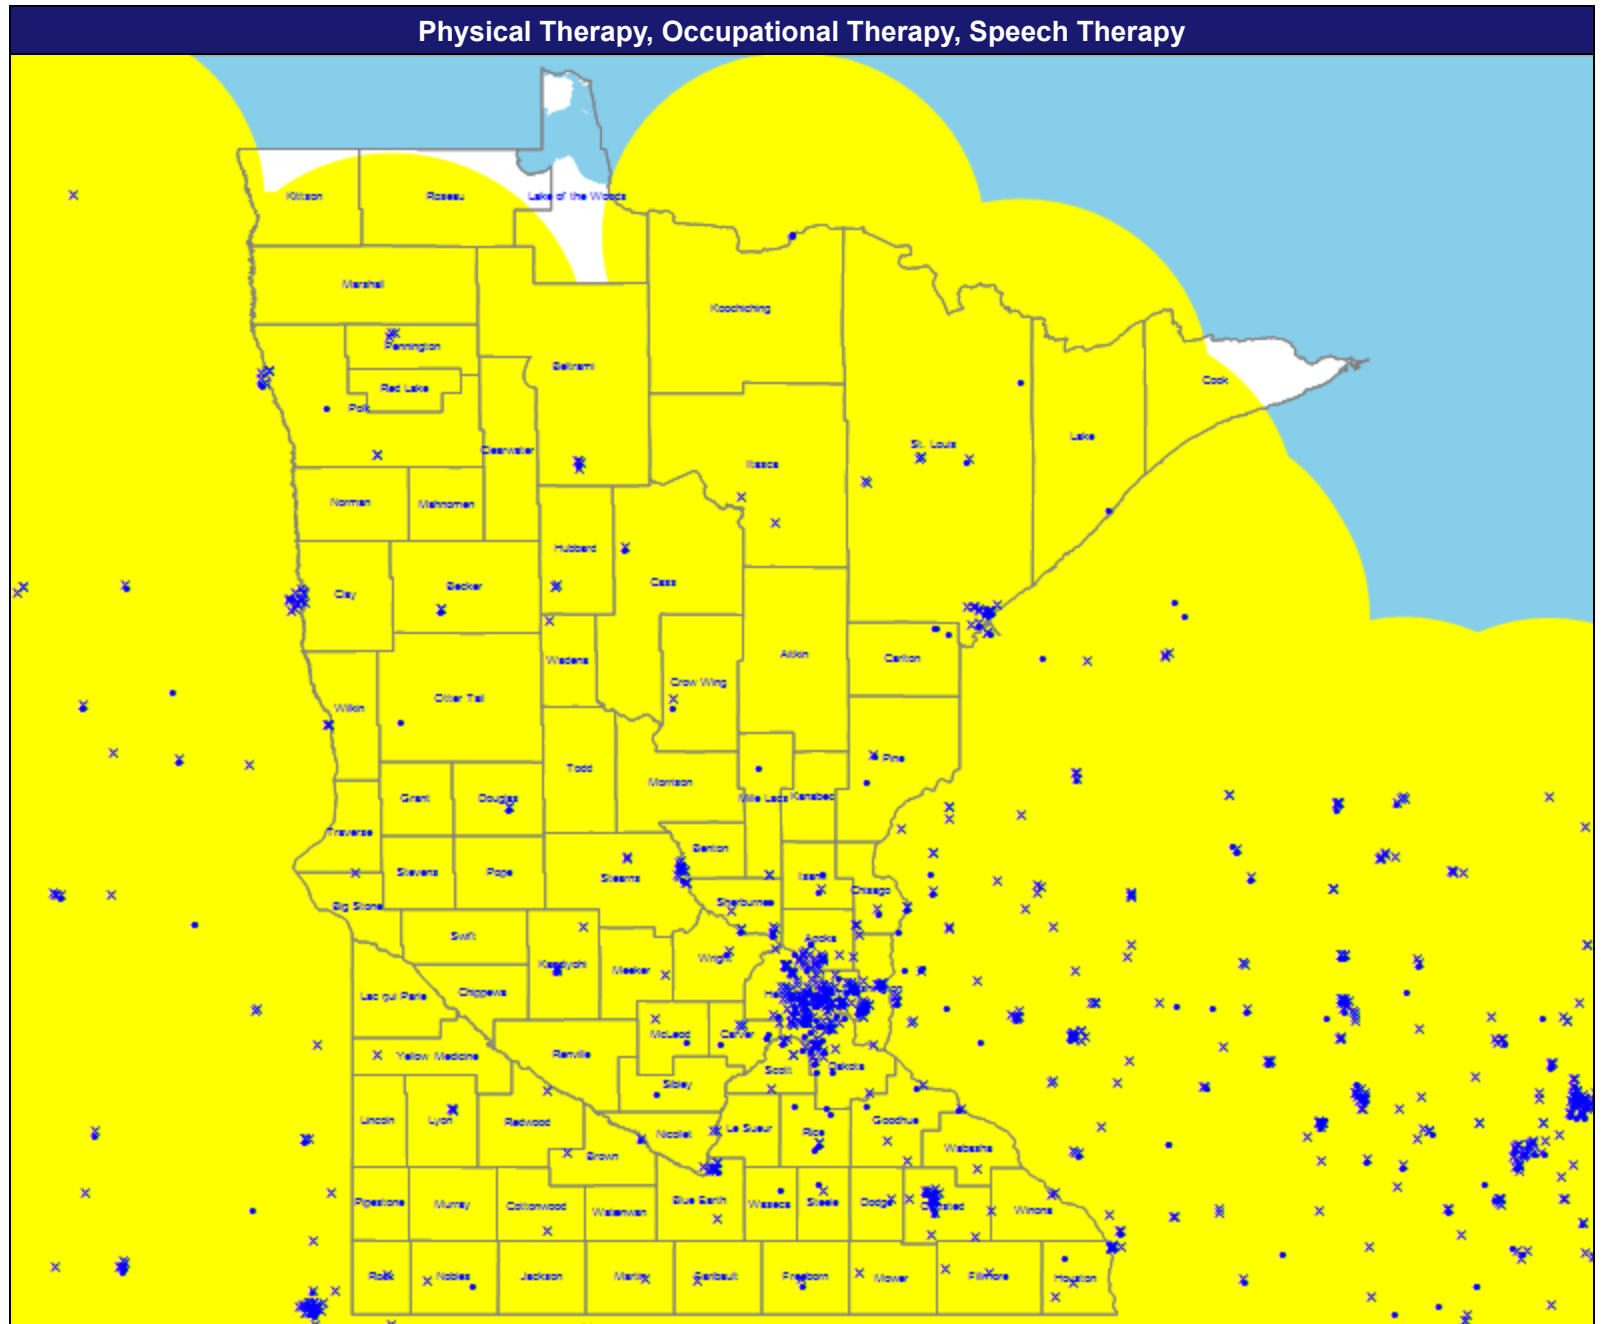 Physical Therapy, Occupational Therapy, Speech Therapy
Kittson
Roseau
Lake of the Woods
Marshall
Koochiching
Pennington
Beltrami
Cook
Red Lake
Polk
Lake
Clearwater
St. Louis
Itasca
Norman
Mahnomen
Hubbard
Cass
Clay
Becker
Wadena
Aitkin
Carlton
Crow Wing
Wilkin
Otter Tail
Todd
Pine
Morrison
Grant
Douglas
Mille Lacs
Kanabec
Traverse
Benton
Stevens
Pope
Stearns
Isanti
Chisago
Big Stone
Sherburne
Swift
Anoka
Kandiyohi
Meeker
Wright
Lac qui Parle
Chippewa
He
McLeod
Carver
Yellow Medicine
Renville
Scott
Dakota
Sibley
Lincoln
Lyon
Redwood
Nicollet
Le Sueur
Rice
Goodhue
Brown
Wabasha
Pipestone
Murray
Cottonwood
Watonwan
Blue Earth
Waseca
Steele
Dodge
Olmsted
Winona
Rock
Nobles
Jackson
Martin
Faribault
Freeborn
Mower
Fillmore
Houston